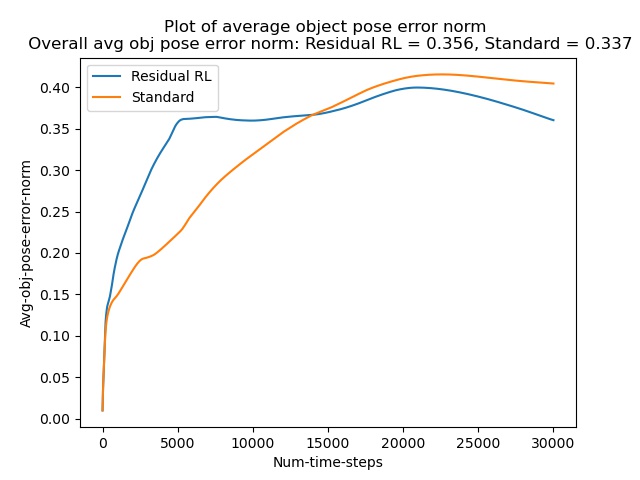 Plot of average object pose error norm
Overall avg obj pose error norm: Residual RL = 0.356, Standard = 0.337
Residual RL
Standard
Avg-obj-pose-error-norm
0.40
0.35
0.30
0.25
0.20
0.15
0.10
0.05
0.00
0 5000 10000 15000 20000 25000 30000
Num-time-steps